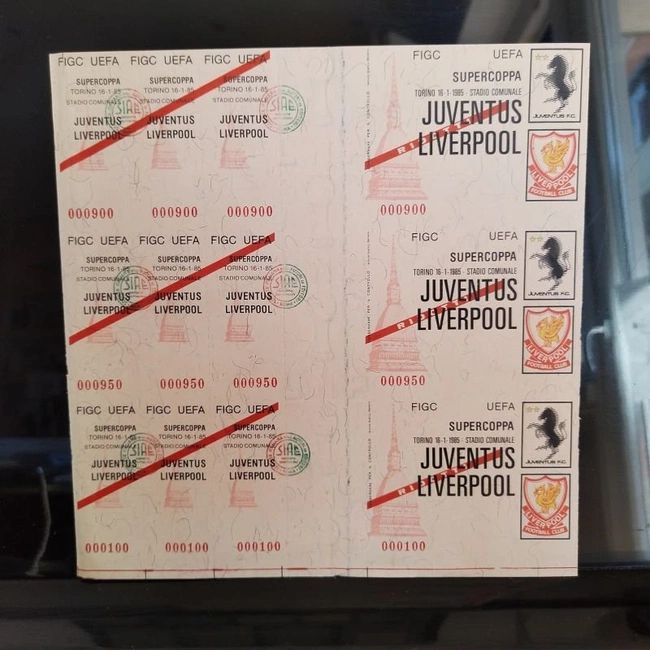 FIGC UEFA FIGC UEFA FIGC UEFA
SUPERCOPPA SUPERCOPPA SUPERCOPPA
TORINO 16-1-85 TORINO 16-1-85 TORINO 16-1-85
STADIO COMUNALE STADIO COMUNALE STADIO COMUNALE
SIAE SIAE
JUVENTUS JUVENTUS JUVENTUS
LIVERPOOL LIVERPOOL LIVERPOOL
000900 000900 000900
FIGC UEFA
SUPERCOPPA
TORINO 16-1-1985 - STADIO COMUNALE
JUVENTUS
LIVERPOOL
000900
JUVENTUS F.C.
LIVERPOOL
FOOTBALL CLUB
FIGC UEFA FIGC UEFA FIGC UEFA
SUPERCOPPA SUPERCOPPA SUPERCOPPA
TORINO 16-1-85 TORINO 16-1-85 TORINO 16-1-85
STADIO COMUNALE STADIO COMUNALE STADIO COMUNALE
SIAE SIAE
JUVENTUS JUVENTUS JUVENTUS
LIVERPOOL LIVERPOOL LIVERPOOL
000950 000950 000950
FIGC UEFA
SUPERCOPPA
TORINO 16-1-1985 - STADIO COMUNALE
JUVENTUS
LIVERPOOL
000950
JUVENTUS F.C.
LIVERPOOL
FOOTBALL CLUB
FIGC UEFA FIGC UEFA FIGC UEFA
SUPERCOPPA SUPERCOPPA SUPERCOPPA
TORINO 16-1-85 TORINO 16-1-85 TORINO 16-1-85
STADIO COMUNALE STADIO COMUNALE STADIO COMUNALE
SIAE SIAE
JUVENTUS JUVENTUS JUVENTUS
LIVERPOOL LIVERPOOL LIVERPOOL
000100 000100 000100
FIGC UEFA
SUPERCOPPA
TORINO 16-1-1985 - STADIO COMUNALE
JUVENTUS
LIVERPOOL
000100
JUVENTUS F.C.
LIVERPOOL
FOOTBALL CLUB